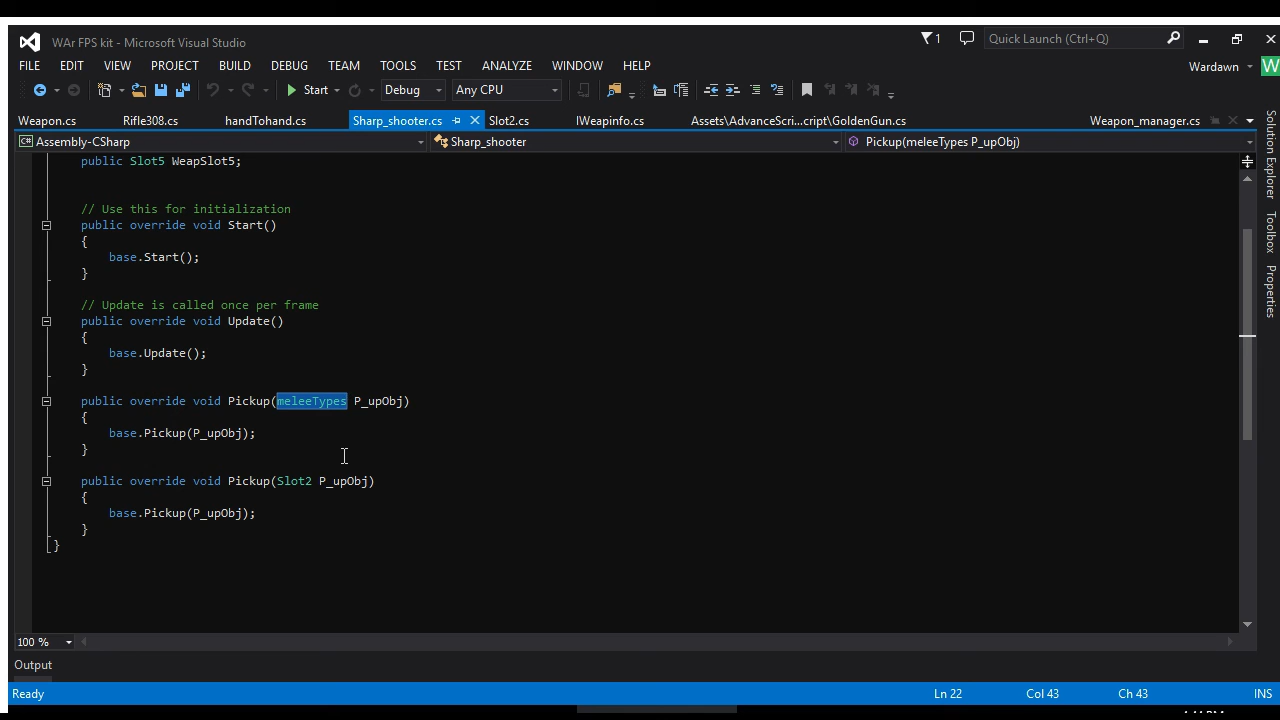 WAr FPS kit - Microsoft Visual Studio
1
Quick Launch (Ctrl+Q)
FILE EDIT VIEW PROJECT BUILD DEBUG TEAM TOOLS TEST ANALYZE WINDOW HELP
Wardawn W
Start Debug Any CPU
Weapon.cs Rifle308.cs handTohand.cs Sharp_shooter.cs Slot2.cs IWeapinfo.cs Assets\AdvanceScri...cript\GoldenGun.cs Weapon_manager.cs
C# Assembly-CSharp Sharp_shooter Pickup(meleeTypes P_upObj)
public Slot5 WeapSlot5;
// Use this for initialization
public override void Start()
{
base.Start();
}
// Update is called once per frame
public override void Update()
{
base.Update();
}
public override void Pickup(meleeTypes P_upObj)
{
base.Pickup(P_upObj);
}
public override void Pickup(Slot2 P_upObj)
{
base.Pickup(P_upObj);
}
}
Solution Explorer
Toolbox
Properties
100 %
Output
Ready Ln 22 Col 43 Ch 43 INS